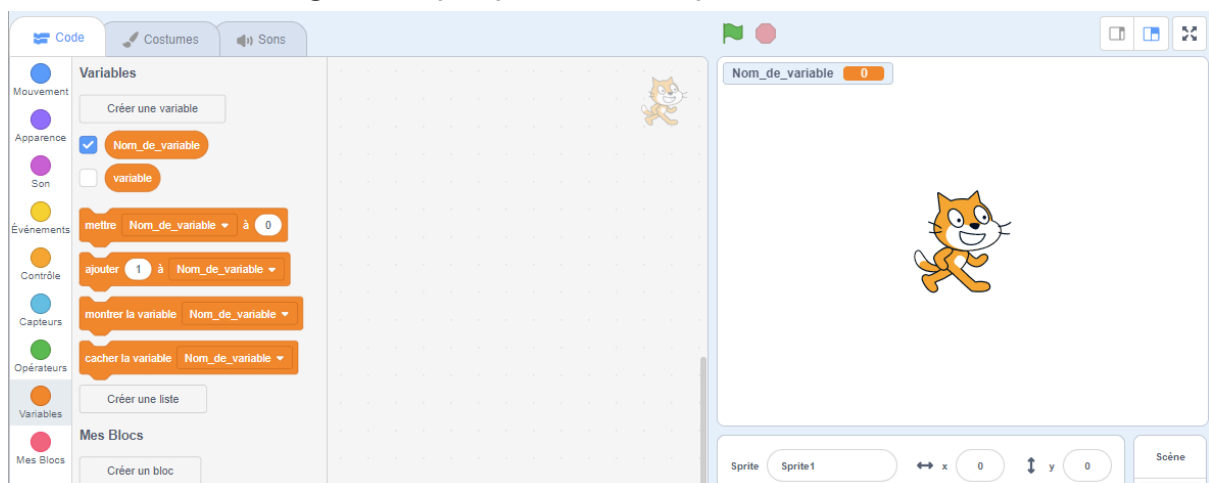 Code
Costumes
Sons
Mouvement
Apparence
Son
Événements
Contrôle
Capteurs
Opérateurs
Variables
Mes Blocs
Variables
Créer une variable
Nom_de_variable
variable
mettre Nom_de_variable à 0
ajouter 1 à Nom_de_variable
montrer la variable Nom_de_variable
cacher la variable Nom_de_variable
Créer une liste
Mes Blocs
Créer un bloc
Nom_de_variable 0
Sprite Sprite1 x 0 y 0
Scène